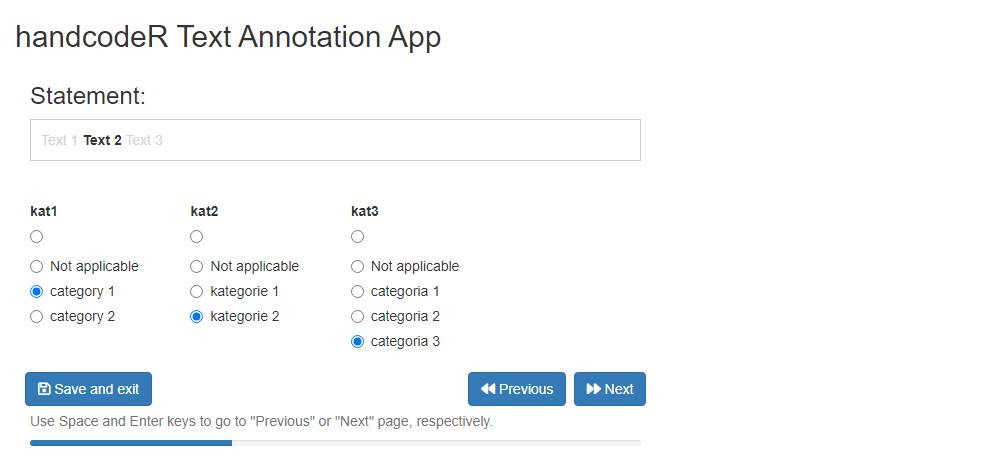 handcodeR Text Annotation App
Statement:
Text 1 Text 2 Text 3
kat1 kat2 kat3
Not applicable Not applicable Not applicable
category 1 kategorie 1 categoria 1
category 2 kategorie 2 categoria 2
categoria 3
Save and exit Previous Next
Use Space and Enter keys to go to "Previous" or "Next" page, respectively.